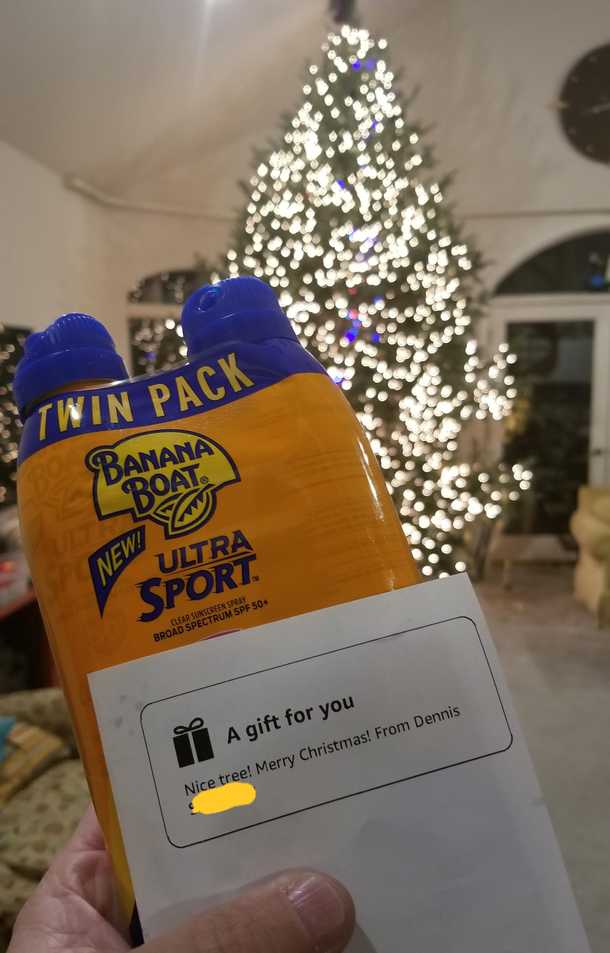 TWIN PACK
BANANA
BOAT®
NEW!
ULTRA
SPORT™
CLEAR SUNSCREEN SPRAY
BROAD SPECTRUM SPF 50+
A gift for you
Nice tree! Merry Christmas! From Dennis